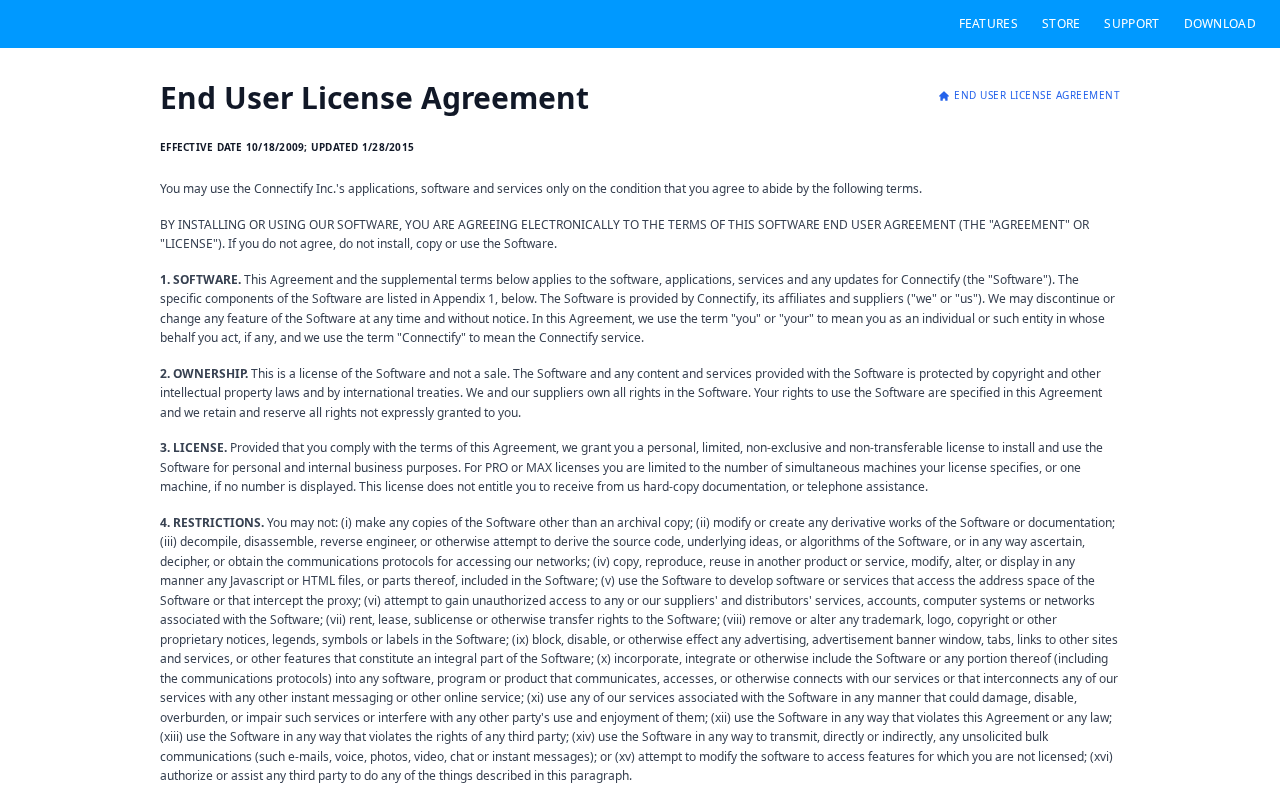 FEATURES STORE SUPPORT DOWNLOAD
End User License Agreement
END USER LICENSE AGREEMENT
EFFECTIVE DATE 10/18/2009; UPDATED 1/28/2015
You may use the Connectify Inc.'s applications, software and services only on the condition that you agree to abide by the following terms.
BY INSTALLING OR USING OUR SOFTWARE, YOU ARE AGREEING ELECTRONICALLY TO THE TERMS OF THIS SOFTWARE END USER AGREEMENT (THE "AGREEMENT" OR
"LICENSE"). If you do not agree, do not install, copy or use the Software.
1. SOFTWARE. This Agreement and the supplemental terms below applies to the software, applications, services and any updates for Connectify (the "Software"). The
specific components of the Software are listed in Appendix 1, below. The Software is provided by Connectify, its affiliates and suppliers ("we" or "us"). We may discontinue or
change any feature of the Software at any time and without notice. In this Agreement, we use the term "you" or "your" to mean you as an individual or such entity in whose
behalf you act, if any, and we use the term "Connectify" to mean the Connectify service.
2. OWNERSHIP. This is a license of the Software and not a sale. The Software and any content and services provided with the Software is protected by copyright and other
intellectual property laws and by international treaties. We and our suppliers own all rights in the Software. Your rights to use the Software are specified in this Agreement
and we retain and reserve all rights not expressly granted to you.
3. LICENSE. Provided that you comply with the terms of this Agreement, we grant you a personal, limited, non-exclusive and non-transferable license to install and use the
Software for personal and internal business purposes. For PRO or MAX licenses you are limited to the number of simultaneous machines your license specifies, or one
machine, if no number is displayed. This license does not entitle you to receive from us hard-copy documentation, or telephone assistance.
4. RESTRICTIONS. You may not: (i) make any copies of the Software other than an archival copy; (ii) modify or create any derivative works of the Software or documentation;
(iii) decompile, disassemble, reverse engineer, or otherwise attempt to derive the source code, underlying ideas, or algorithms of the Software, or in any way ascertain,
decipher, or obtain the communications protocols for accessing our networks; (iv) copy, reproduce, reuse in another product or service, modify, alter, or display in any
manner any Javascript or HTML files, or parts thereof, included in the Software; (v) use the Software to develop software or services that access the address space of the
Software or that intercept the proxy; (vi) attempt to gain unauthorized access to any or our suppliers' and distributors' services, accounts, computer systems or networks
associated with the Software; (vii) rent, lease, sublicense or otherwise transfer rights to the Software; (viii) remove or alter any trademark, logo, copyright or other
proprietary notices, legends, symbols or labels in the Software; (ix) block, disable, or otherwise effect any advertising, advertisement banner window, tabs, links to other sites
and services, or other features that constitute an integral part of the Software; (x) incorporate, integrate or otherwise include the Software or any portion thereof (including
the communications protocols) into any software, program or product that communicates, accesses, or otherwise connects with our services or that interconnects any of our
services with any other instant messaging or other online service; (xi) use any of our services associated with the Software in any manner that could damage, disable,
overburden, or impair such services or interfere with any other party's use and enjoyment of them; (xii) use the Software in any way that violates this Agreement or any law;
(xiii) use the Software in any way that violates the rights of any third party; (xiv) use the Software in any way to transmit, directly or indirectly, any unsolicited bulk
communications (such e-mails, voice, photos, video, chat or instant messages); or (xv) attempt to modify the software to access features for which you are not licensed; (xvi)
authorize or assist any third party to do any of the things described in this paragraph.